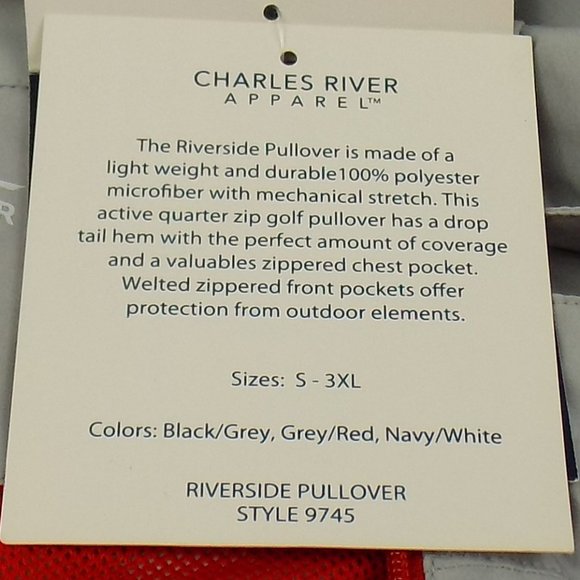 CHARLES RIVER
APPAREL™
The Riverside Pullover is made of a
light weight and durable100% polyester
microfiber with mechanical stretch. This
active quarter zip golf pullover has a drop
tail hem with the perfect amount of coverage
and a valuables zippered chest pocket.
Welted zippered front pockets offer
protection from outdoor elements.
Sizes: S - 3XL
Colors: Black/Grey, Grey/Red, Navy/White
RIVERSIDE PULLOVER
STYLE 9745